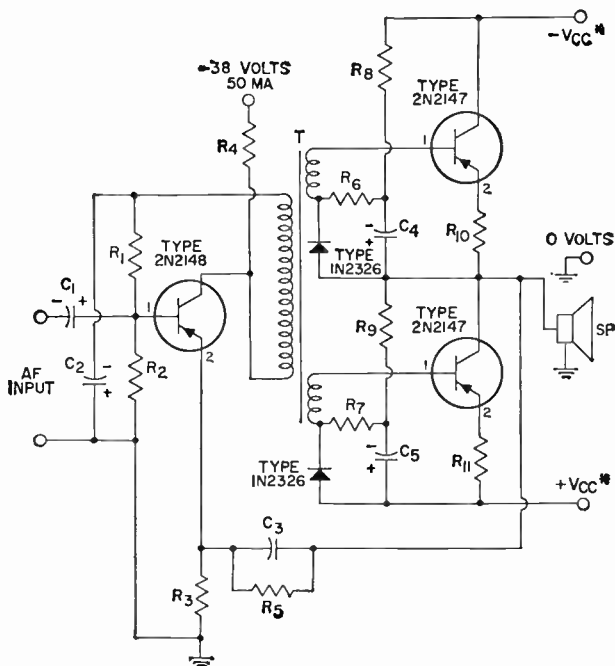 -VCC*
-38 VOLTS
50 MA
R8
TYPE
2N2147
R4
T
1
R6
2
R1
TYPE
2N2148
C4
TYPE
1N2326
R10
0 VOLTS
C1
- +
1
R9
TYPE
2N2147
SP
AF
INPUT
C2
-
+
R2
2
1
R7
2
TYPE
1N2326
-
+
C5
R11
+VCC*
C3
R3
R5